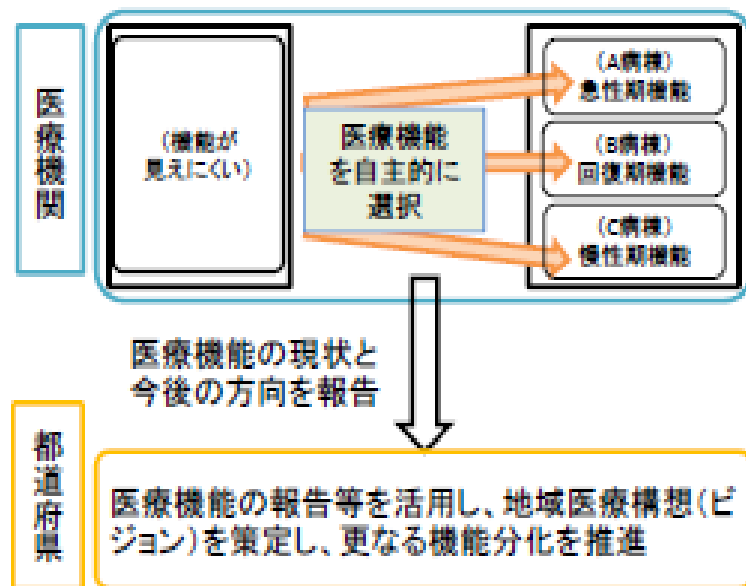 医療機関
(機能が
見えにくい)
医療機能
を自主的に
選択
(A病棟)
急性期機能
(B病棟)
回復期機能
(C病棟)
慢性期機能
医療機能の現状と
今後の方向を報告
都道府県
医療機能の報告等を活用し、地域医療構想(ビ
ジョン)を策定し、更なる機能分化を推進